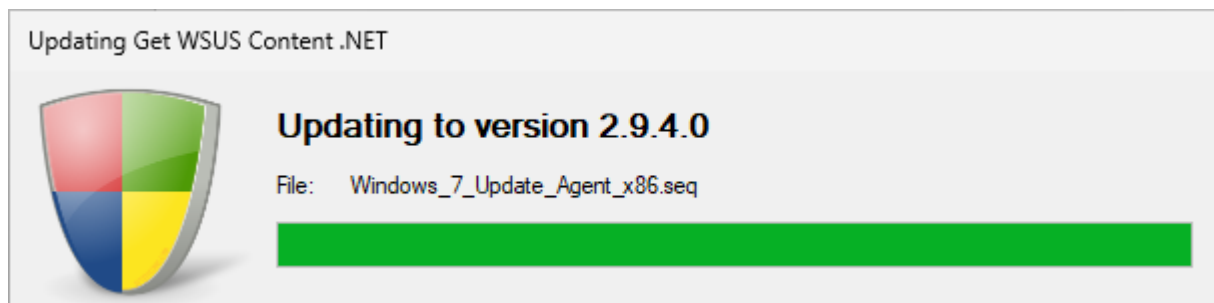 Updating Get WSUS Content .NET
Updating to version 2.9.4.0
File: Windows_7_Update_Agent_x86.seq